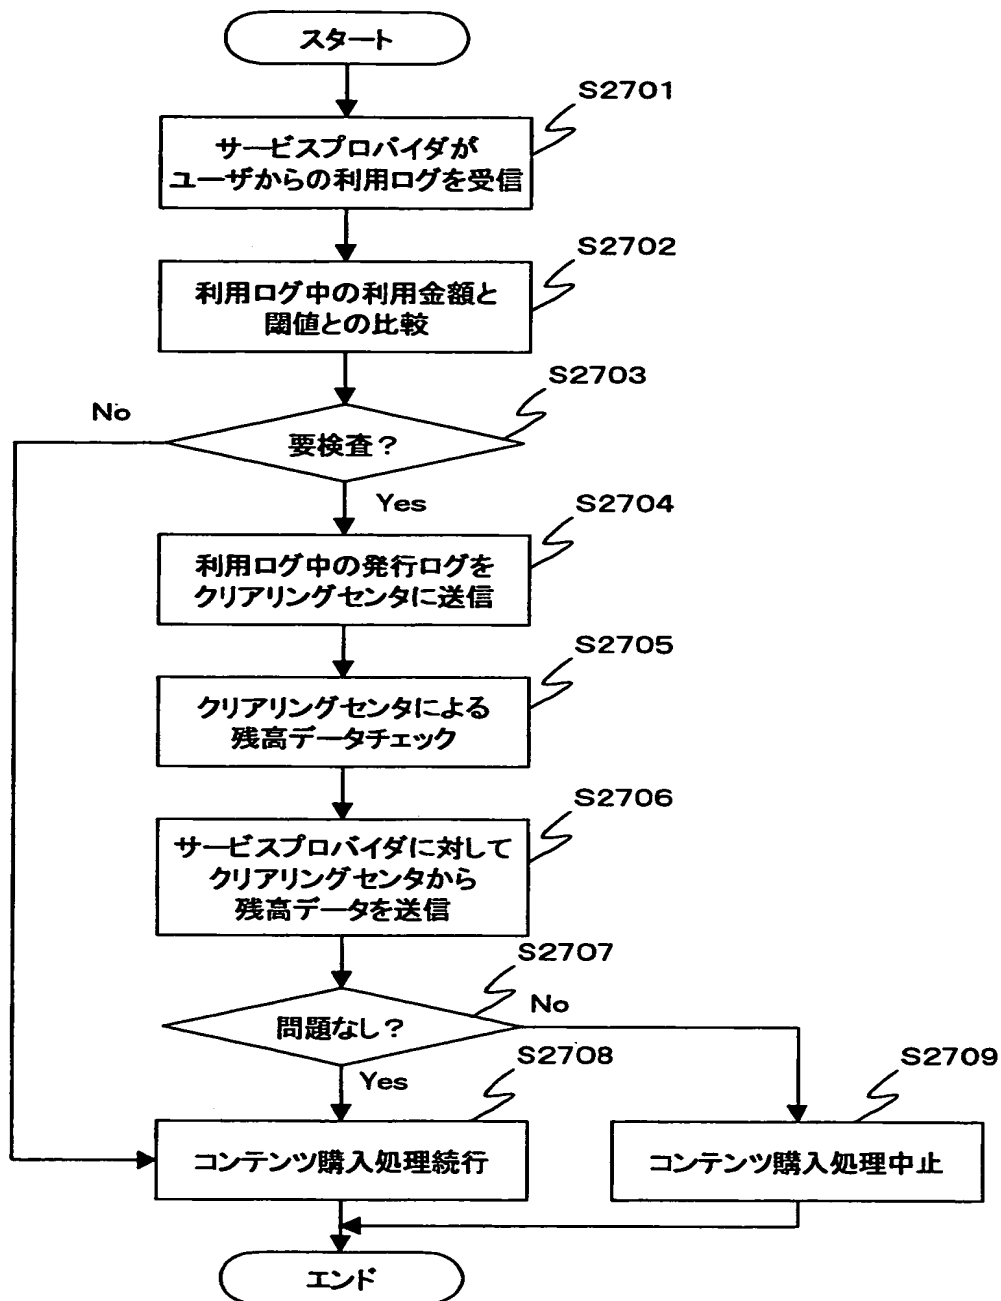 スタート
S2701
サービスプロバイダが
ユーザからの利用ログを受信
S2702
利用ログ中の利用金額と
閾値との比較
S2703
No
要検査？
Yes
S2704
利用ログ中の発行ログを
クリアリングセンタに送信
S2705
クリアリングセンタによる
残高データチェック
S2706
サービスプロバイダに対して
クリアリングセンタから
残高データを送信
S2707
No
問題なし？
Yes
S2708
S2709
コンテンツ購入処理続行
コンテンツ購入処理中止
エンド